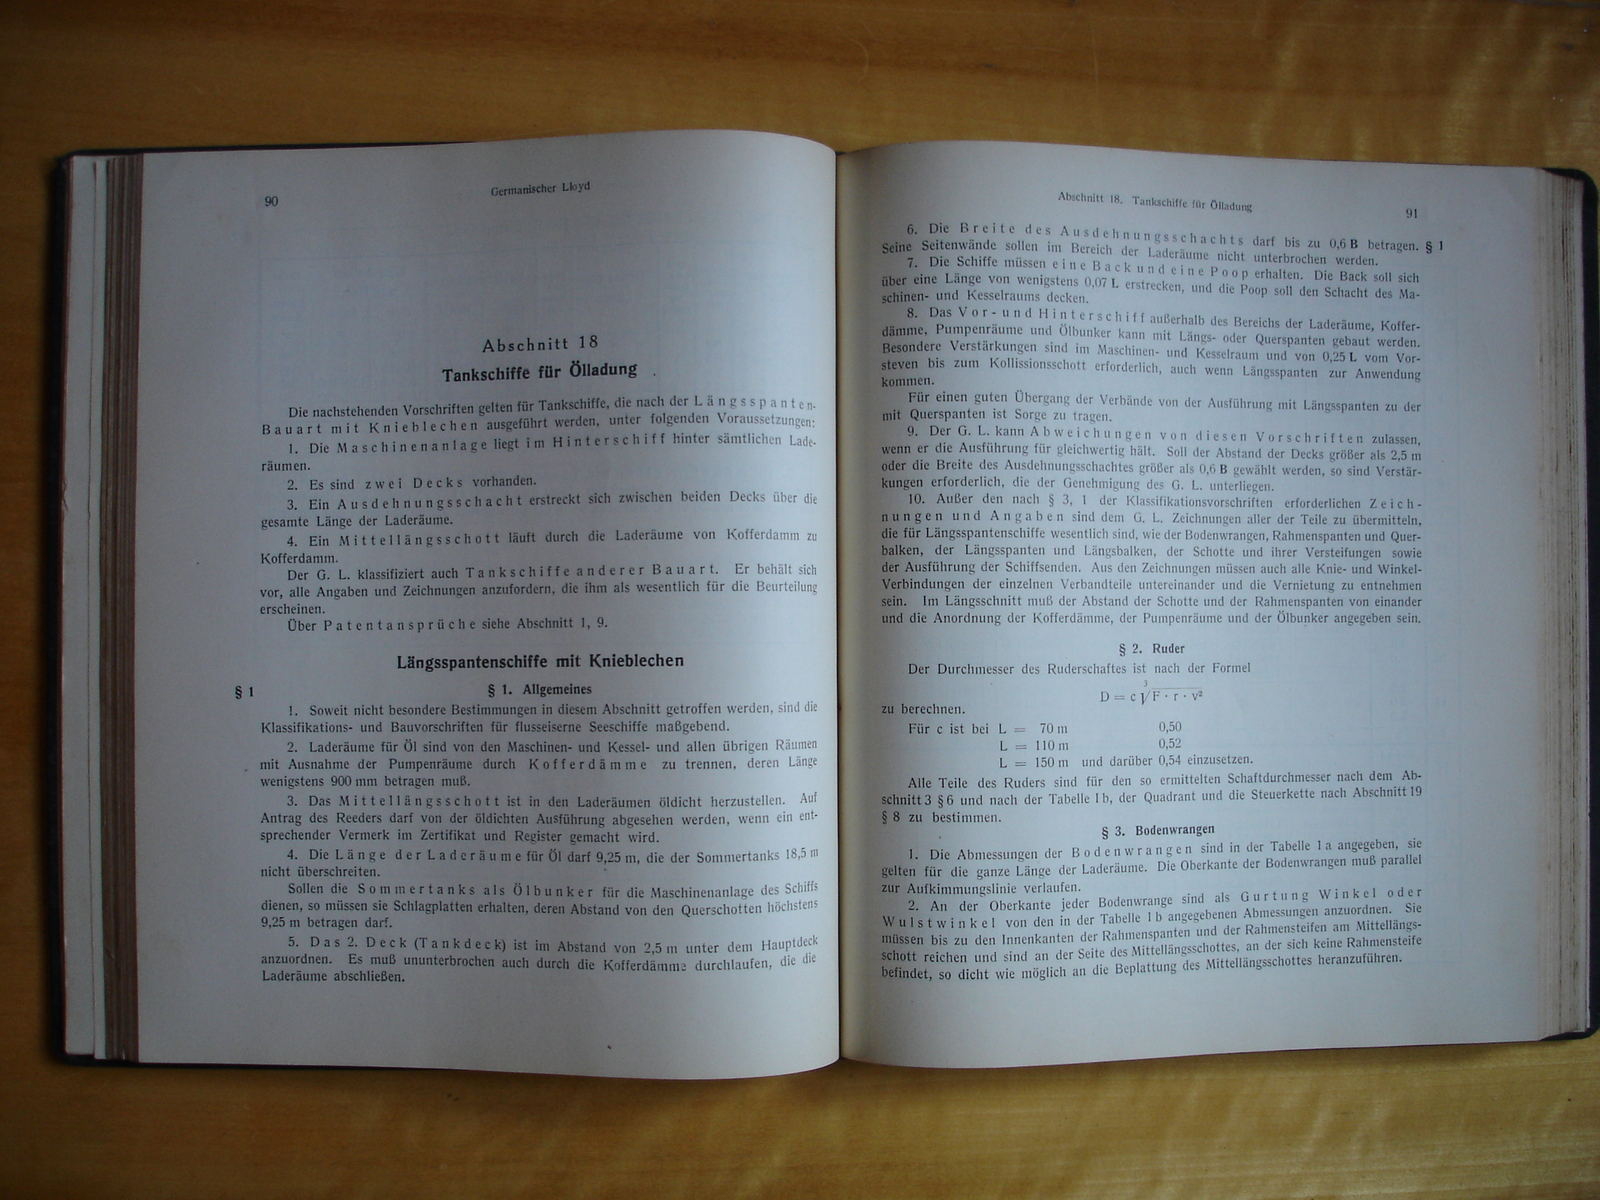 90
Germanischer Lloyd
Abschnitt 18
Tankschiffe für Ölladung
Die nachstehenden Vorschriften gelten für Tankschiffe, die nach der Längsspanten-
Bauart mit Knieblechen ausgeführt werden, unter folgenden Voraussetzungen:
1. Die Maschinenanlage liegt im Hinterschiff hinter sämtlichen Lade-
räumen.
2. Es sind zwei Decks vorhanden.
3. Ein Ausdehnungsschacht erstreckt sich zwischen beiden Decks über die
gesamte Länge der Laderäume.
4. Ein Mittellängsschott läuft durch die Laderäume von Kofferdamm zu
Kofferdamm.
Der G. L. klassifiziert auch Tankschiffe anderer Bauart. Er behält sich
vor, alle Angaben und Zeichnungen anzufordern, die ihm als wesentlich für die Beurteilung
erscheinen.
Über Patentansprüche siehe Abschnitt 1, 9.
Längsspantenschiffe mit Knieblechen
§ 1
§ 1. Allgemeines
1. Soweit nicht besondere Bestimmungen in diesem Abschnitt getroffen werden, sind die
Klassifikations- und Bauvorschriften für flusseiserne Seeschiffe maßgebend.
2. Laderäume für Öl sind von den Maschinen- und Kessel- und allen übrigen Räumen
mit Ausnahme der Pumpenräume durch Kofferdämme zu trennen, deren Länge
wenigstens 900 mm betragen muß.
3. Das Mittellängsschott ist in den Laderäumen öldicht herzustellen. Auf
Antrag des Reeders darf von der öldichten Ausführung abgesehen werden, wenn ein ent-
sprechender Vermerk im Zertifikat und Register gemacht wird.
4. Die Länge der Laderäume für Öl darf 9,25 m, die der Sommertanks 18,5 m
nicht überschreiten.
Sollen die Sommertanks als Ölbunker für die Maschinenanlage des Schiffs
dienen, so müssen sie Schlagplatten erhalten, deren Abstand von den Querschotten höchstens
9,25 m betragen darf.
5. Das 2. Deck (Tankdeck) ist im Abstand von 2,5 m unter dem Hauptdeck
anzuordnen. Es muß ununterbrochen auch durch die Kofferdämme durchlaufen, die die
Laderäume abschließen.
Abschnitt 18. Tankschiffe für Ölladung
91
6. Die Breite des Ausdehnungsschachts darf bis zu 0,6 B betragen. § 1
Seine Seitenwände sollen im Bereich der Laderäume nicht unterbrochen werden.
7. Die Schiffe müssen eine Back und eine Poop erhalten. Die Back soll sich
über eine Länge von wenigstens 0,07 L erstrecken, und die Poop soll den Schacht des Ma-
schinen- und Kesselraums decken.
8. Das Vor- und Hinterschiff außerhalb des Bereichs der Laderäume, Koffer-
dämme, Pumpenräume und Ölbunker kann mit Längs- oder Querspanten gebaut werden.
Besondere Verstärkungen sind im Maschinen- und Kesselraum und von 0,25 L vom Vor-
steven bis zum Kollissionsschott erforderlich, auch wenn Längsspanten zur Anwendung
kommen.
Für einen guten Übergang der Verbände von der Ausführung mit Längsspanten zu der
mit Querspanten ist Sorge zu tragen.
9. Der G. L. kann Abweichungen von diesen Vorschriften zulassen,
wenn er die Ausführung für gleichwertig hält. Soll der Abstand der Decks größer als 2,5 m
oder die Breite des Ausdehnungsschachtes größer als 0,6 B gewählt werden, so sind Verstär-
kungen erforderlich, die der Genehmigung des G. L. unterliegen.
10. Außer den nach § 3, 1 der Klassifikationsvorschriften erforderlichen Zeich-
nungen und Angaben sind dem G. L. Zeichnungen aller der Teile zu übermitteln,
die für Längsspantenschiffe wesentlich sind, wie der Bodenwrangen, Rahmenspanten und Quer-
balken, der Längsspanten und Längsbalken, der Schotte und ihrer Versteifungen sowie
der Ausführung der Schiffsenden. Aus den Zeichnungen müssen auch alle Knie- und Winkel-
Verbindungen der einzelnen Verbandteile untereinander und die Vernietung zu entnehmen
sein. Im Längsschnitt muß der Abstand der Schotte und der Rahmenspanten von einander
und die Anordnung der Kofferdämme, der Pumpenräume und der Ölbunker angegeben sein.
§ 2. Ruder
Der Durchmesser des Ruderschaftes ist nach der Formel
D = c ∛F · r · v²
zu berechnen.
Für c ist bei L = 70 m 0,50
L = 110 m 0,52
L = 150 m und darüber 0,54 einzusetzen.
Alle Teile des Ruders sind für den so ermittelten Schaftdurchmesser nach dem Ab-
schnitt 3 § 6 und nach der Tabelle 1b, der Quadrant und die Steuerkette nach Abschnitt 19
§ 8 zu bestimmen.
§ 3. Bodenwrangen
1. Die Abmessungen der Bodenwrangen sind in der Tabelle 1a angegeben, sie
gelten für die ganze Länge der Laderäume. Die Oberkante der Bodenwrangen muß parallel
zur Aufkimmungslinie verlaufen.
2. An der Oberkante jeder Bodenwrange sind als Gurtung Winkel oder
Wulstwinkel von den in der Tabelle 1b angegebenen Abmessungen anzuordnen. Sie
müssen bis zu den Innenkanten der Rahmenspanten und der Rahmensteifen am Mittellängs-
schott reichen und sind an der Seite des Mittellängsschottes, an der sich keine Rahmensteife
befindet, so dicht wie möglich an die Beplattung des Mittellängsschottes heranzuführen.